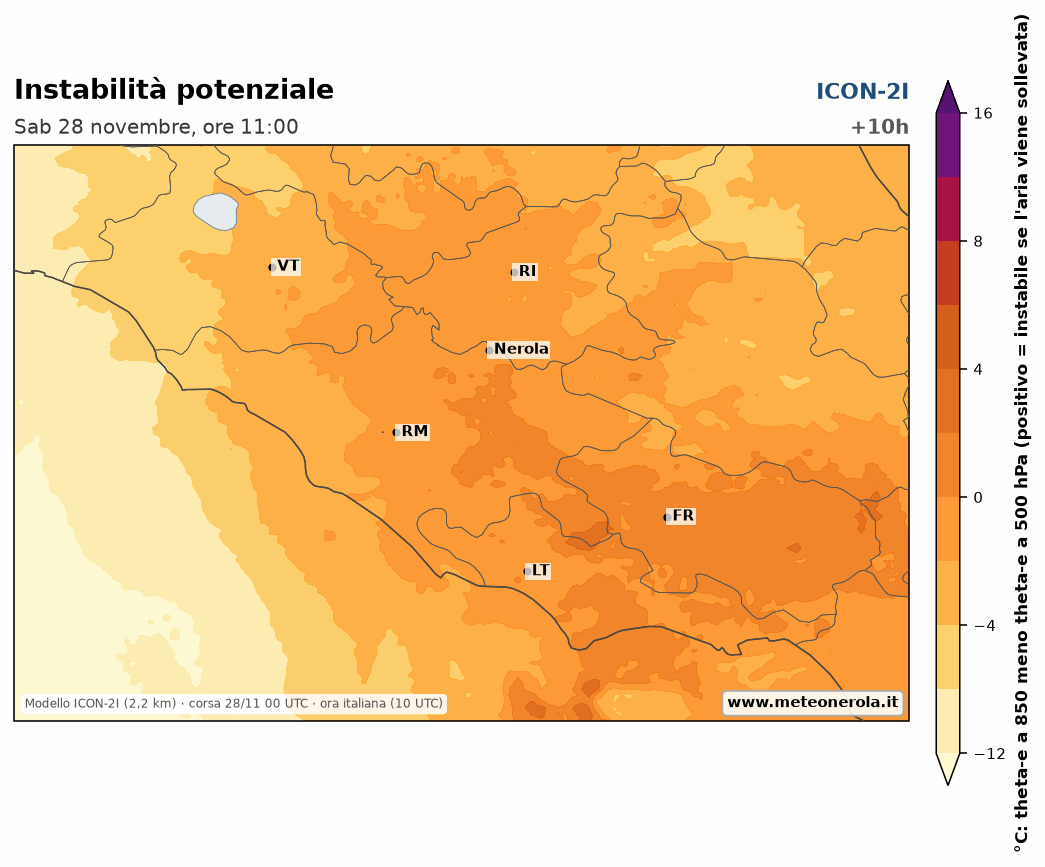 Instabilità potenziale
ICON-2I
Sab 28 novembre, ore 11:00
+10h
VT
RI
Nerola
RM
FR
LT
Modello ICON-2I (2,2 km) · corsa 28/11 00 UTC · ora italiana (10 UTC)
www.meteonerola.it
16
8
4
0
−4
−12
°C: theta-e a 850 meno theta-e a 500 hPa (positivo = instabile se l'aria viene sollevata)